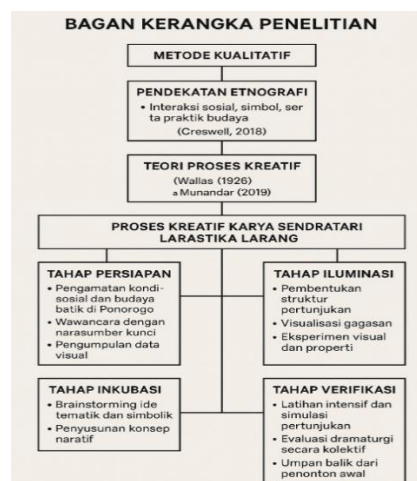 BAGAN KERANGKA PENELITIAN
METODE KUALITATIF
PENDEKATAN ETNOGRAFI
• Interaksi sosial, simbol, ser
ta praktik budaya
(Creswell, 2018)
TEORI PROSES KREATIF
(Wallas (1926)
a Munandar (2019)
PROSES KREATIF KARYA SENDRATARI
LARASTIKA LARANG
TAHAP PERSIAPAN
• Pengamatan kondi-
sosial dan budaya
batik di Ponorogo
• Wawancara dengan
narasumber kunci
• Pengumpulan data
visual
TAHAP ILUMINASI
• Pembentukan
struktur
pertunjukan
• Visualisasi gagasan
• Eksperimen visual
dan properti
TAHAP INKUBASI
• Brainstorming ide
tematik dan simbolik
• Penyusunan konsep
naratif
TAHAP VERIFIKASI
• Latihan intensif dan
simulasi
pertunjukan
• Evaluasi dramaturgi
secara kolektif
• Umpan balik dari
penonton awal